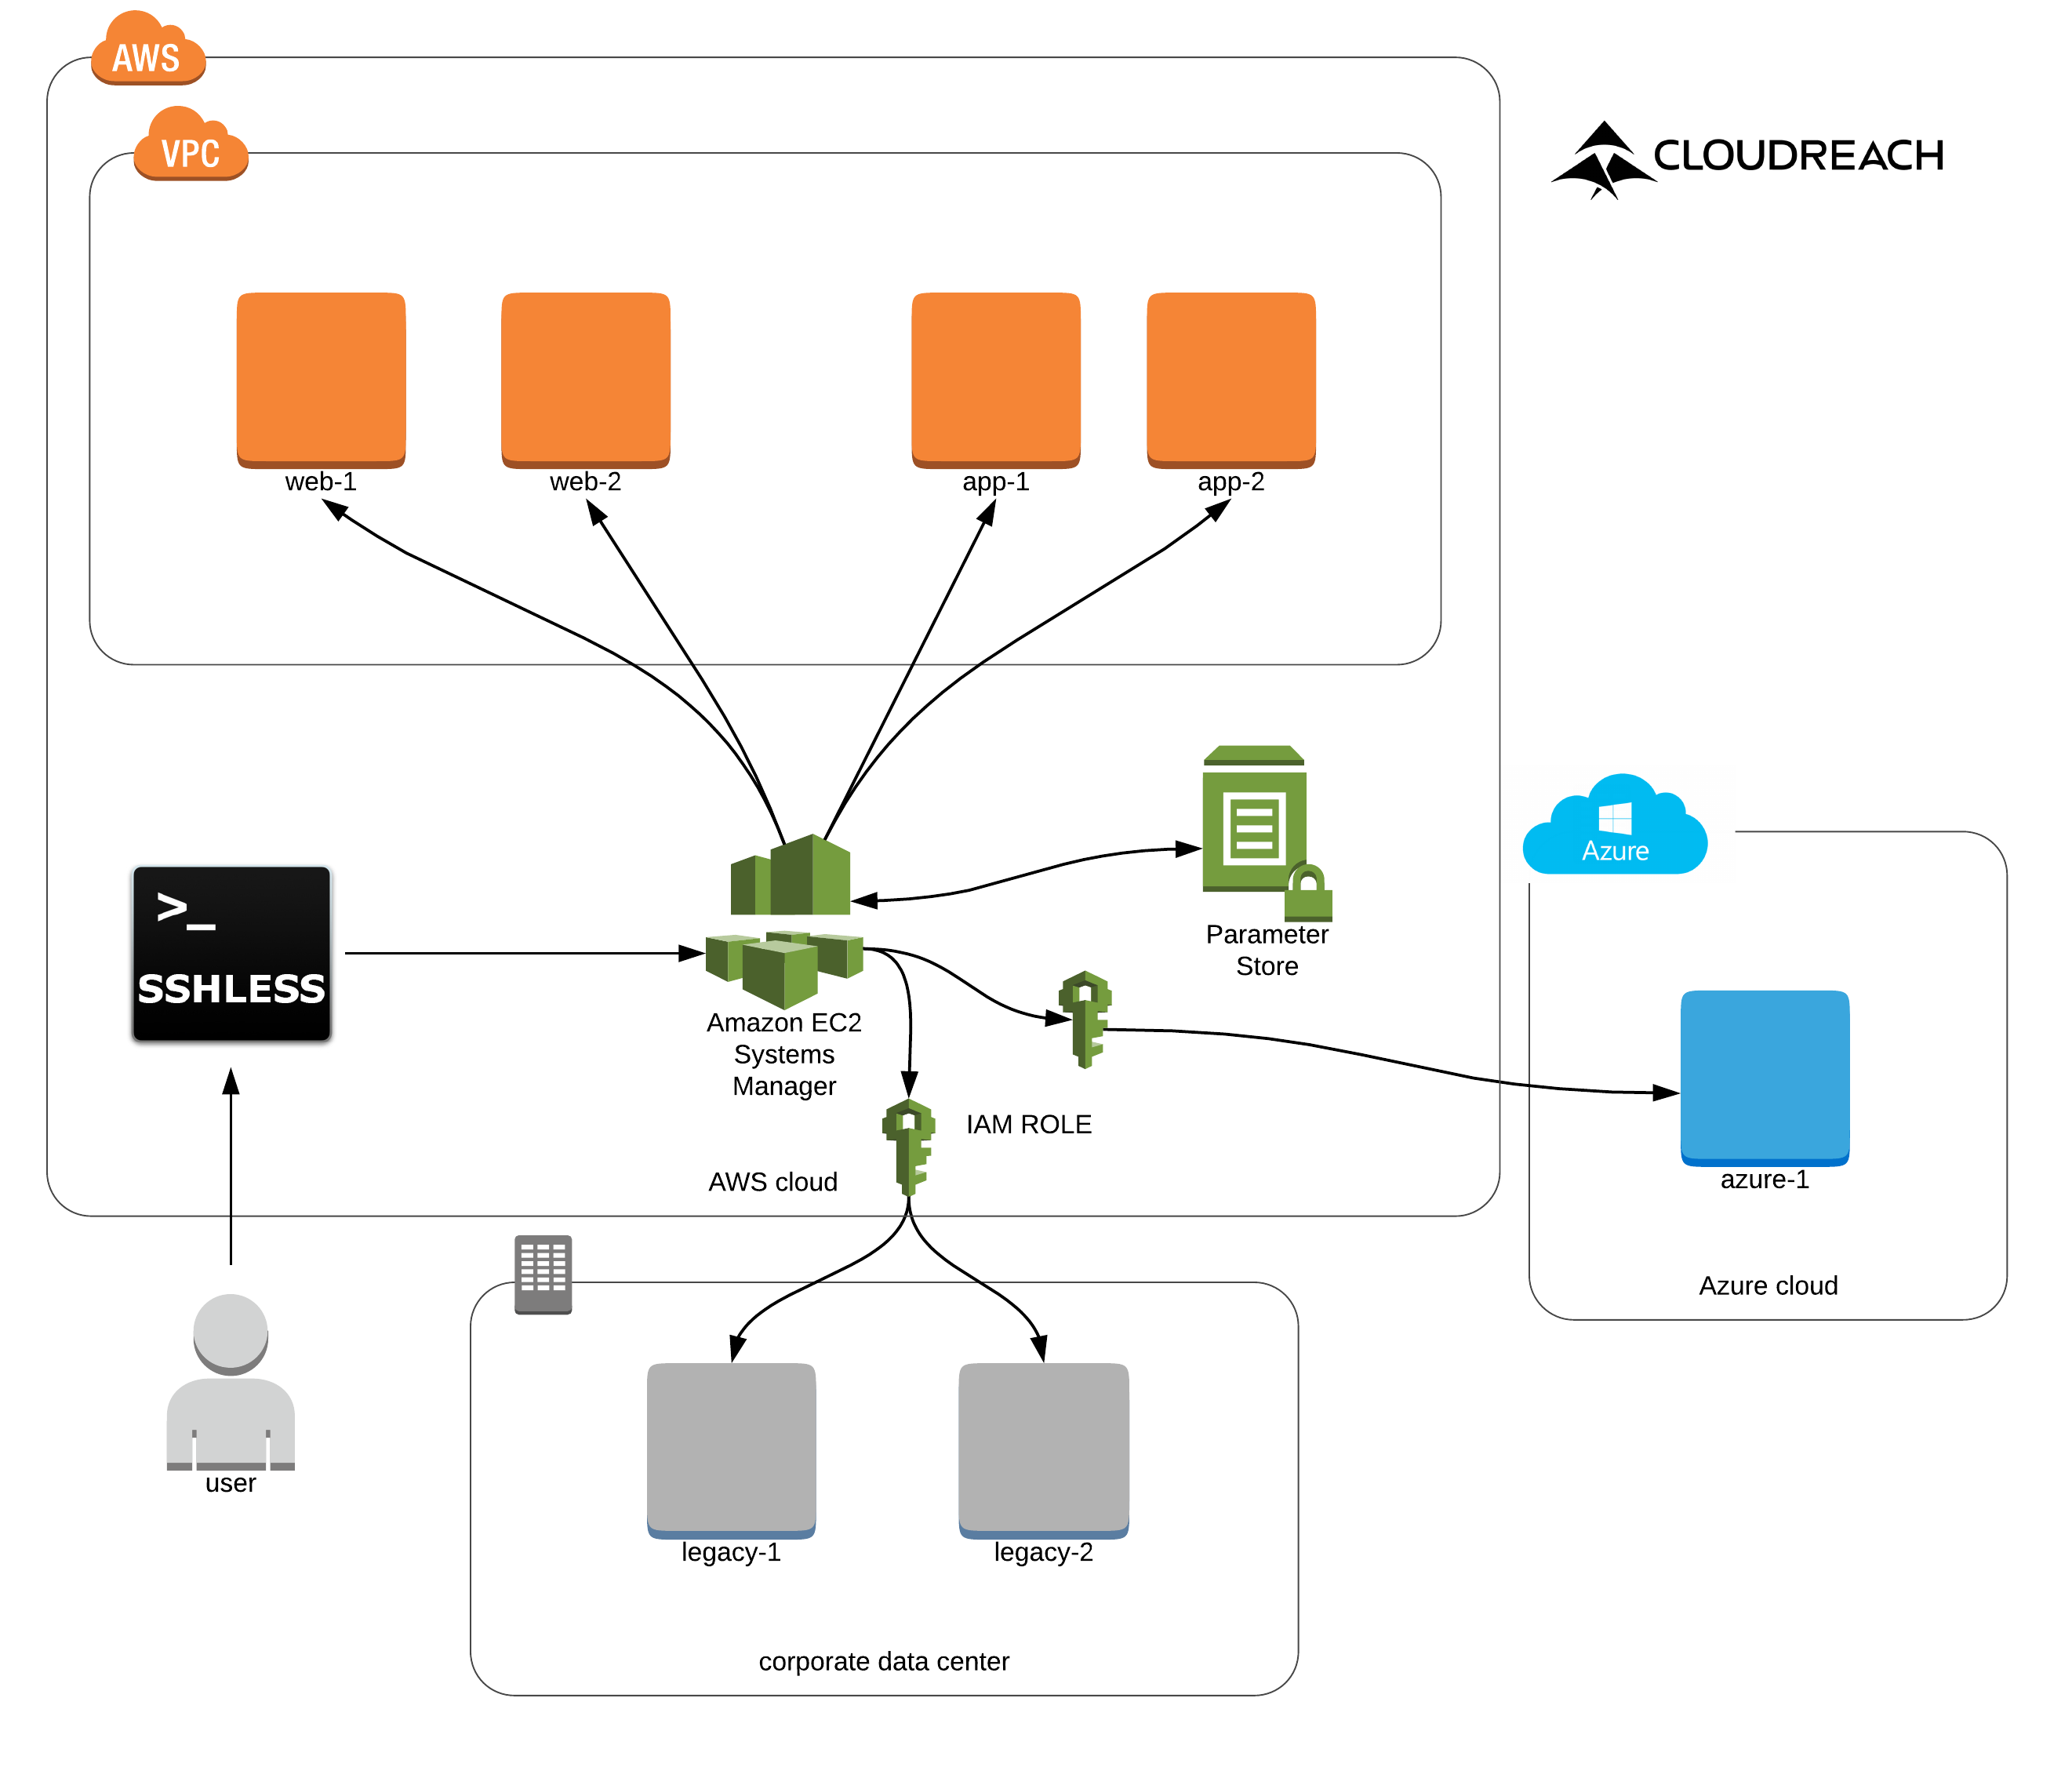 AWS
VPC
CLOUDREACH
web-1
web-2
app-1
app-2
Azure
>_
SSHLESS
Parameter
Store
Amazon EC2
Systems
Manager
IAM ROLE
AWS cloud
azure-1
Azure cloud
user
legacy-1
legacy-2
corporate data center